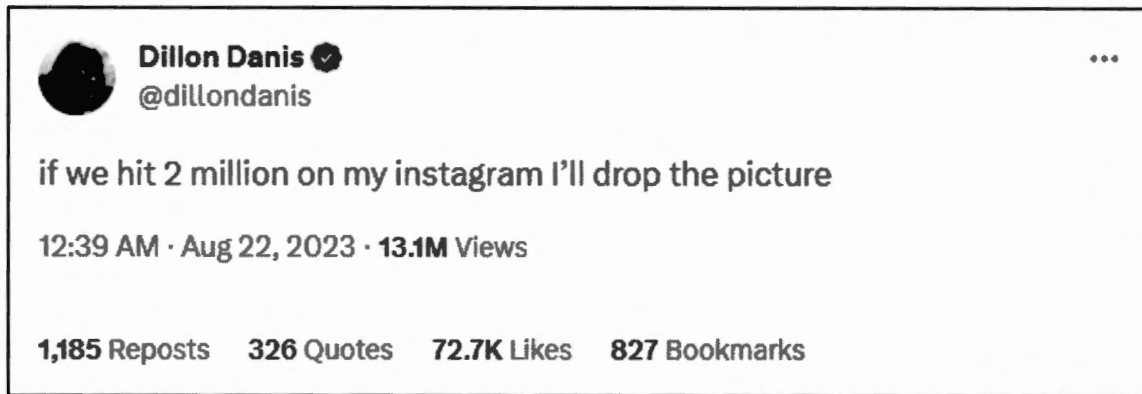 Dillon Danis
@dillondanis
if we hit 2 million on my instagram I'll drop the picture
12:39 AM · Aug 22, 2023 · 13.1M Views
1,185 Reposts 326 Quotes 72.7K Likes 827 Bookmarks